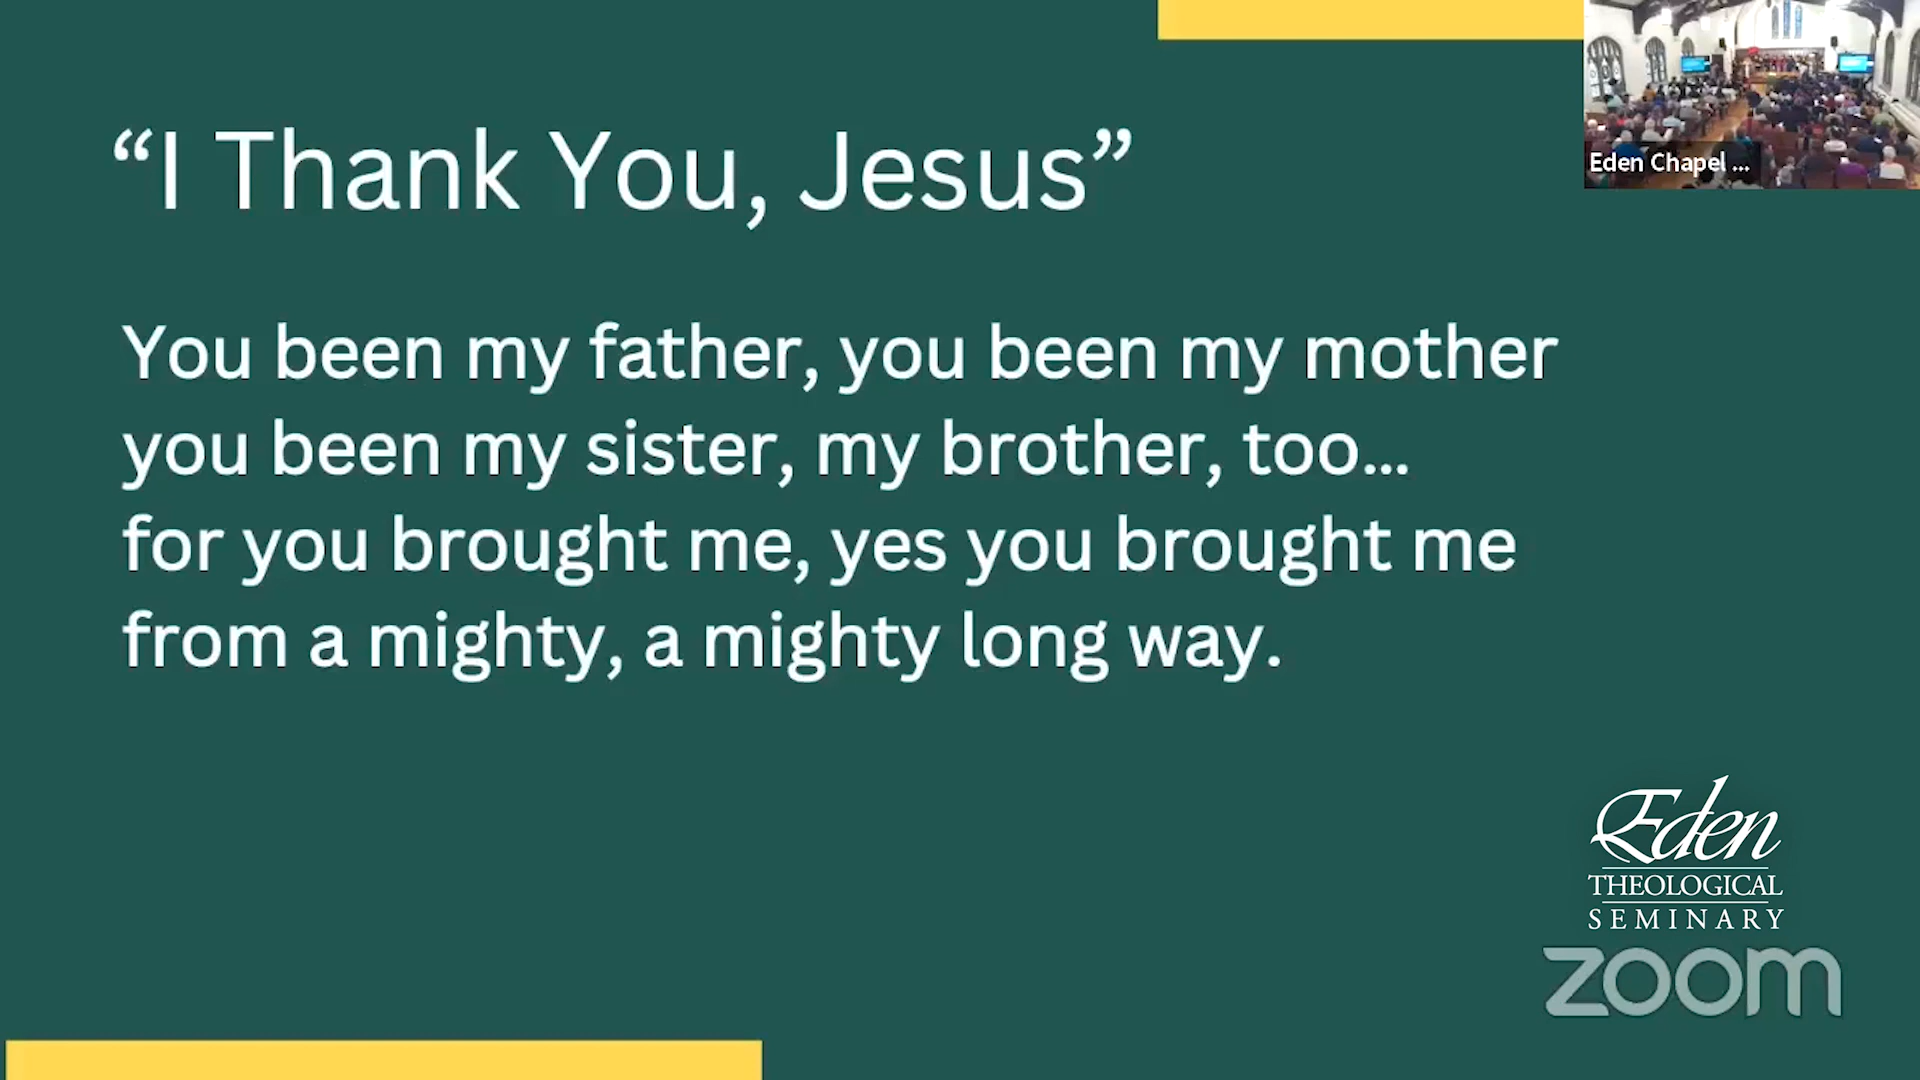 “I Thank You, Jesus”
Eden Chapel ...
You been my father, you been my mother
you been my sister, my brother, too...
for you brought me, yes you brought me
from a mighty, a mighty long way.
Eden
THEOLOGICAL
SEMINARY
zoom